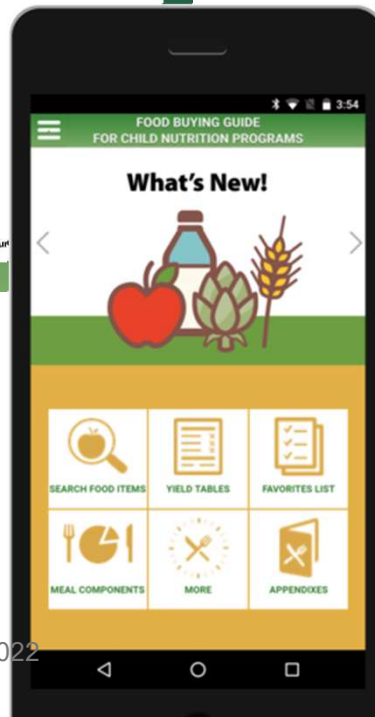 3:54
FOOD BUYING GUIDE
FOR CHILD NUTRITION PROGRAMS
What's New!
SEARCH FOOD ITEMS
YIELD TABLES
FAVORITES LIST
MEAL COMPONENTS
MORE
APPENDIXES
022